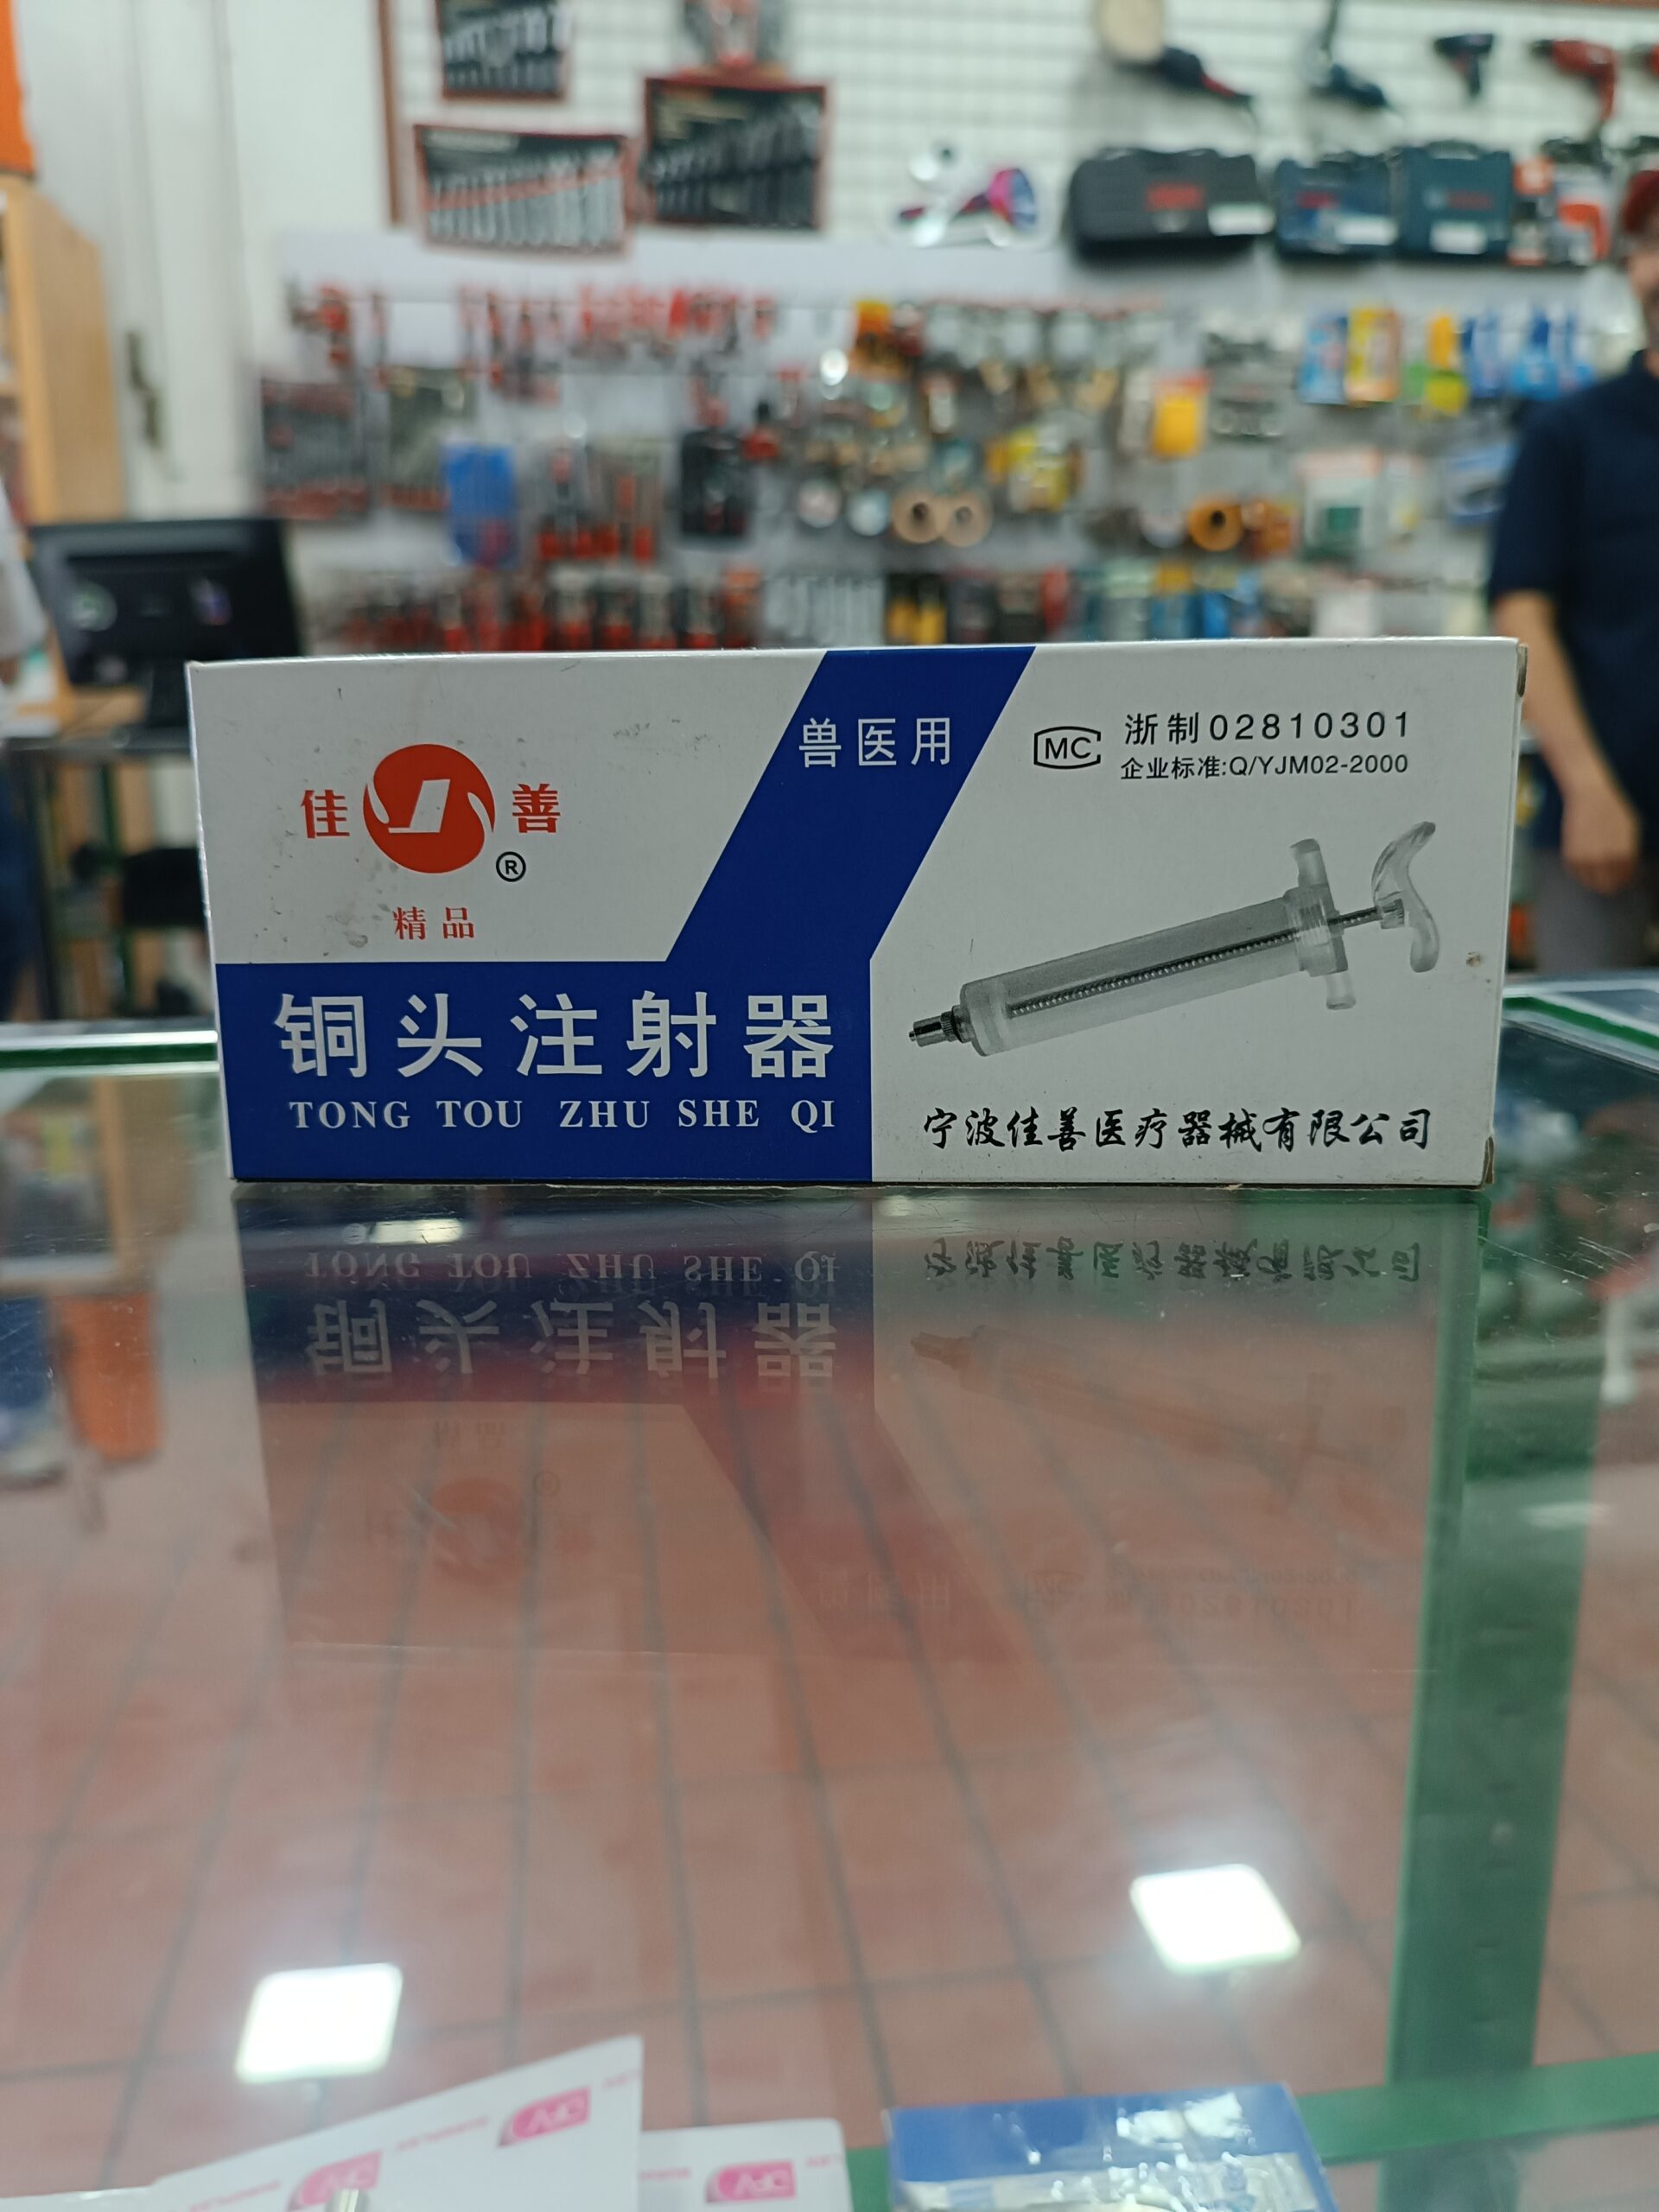 佳善
®
精品
兽医用
MC
浙制02810301
企业标准:Q/YJM02-2000
铜头注射器
TONG TOU ZHU SHE QI
宁波佳善医疗器械有限公司